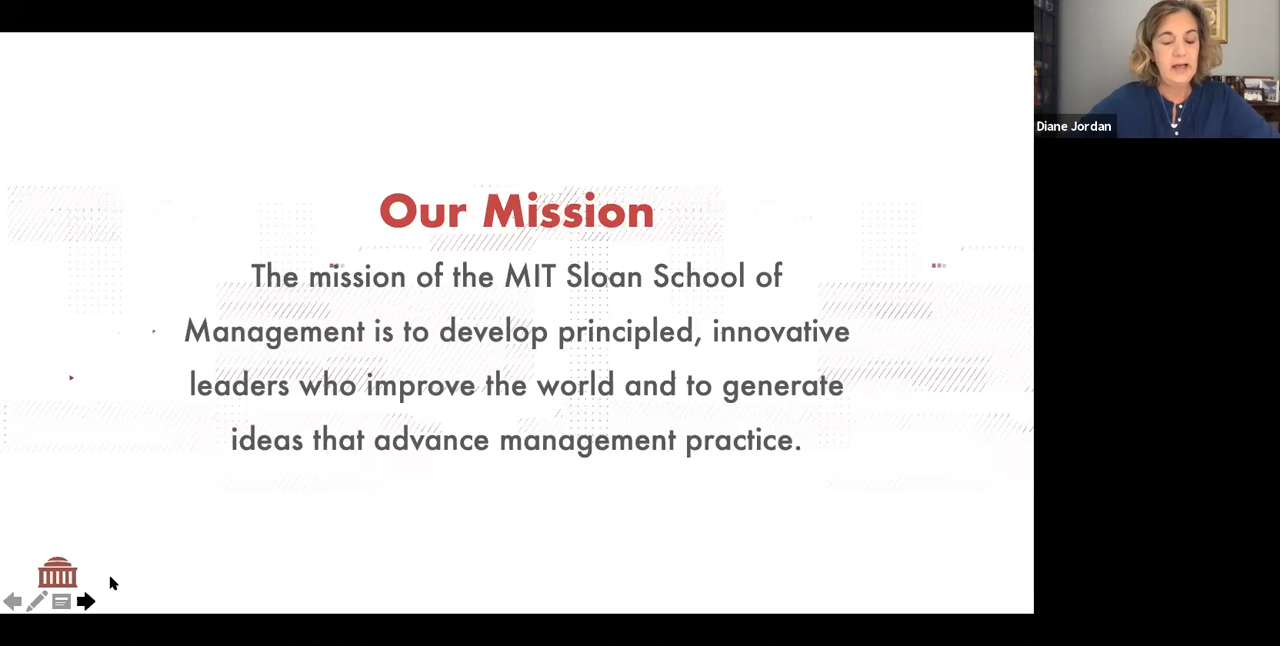 Our Mission
The mission of the MIT Sloan School of
Management is to develop principled, innovative
leaders who improve the world and to generate
ideas that advance management practice.
Diane Jordan